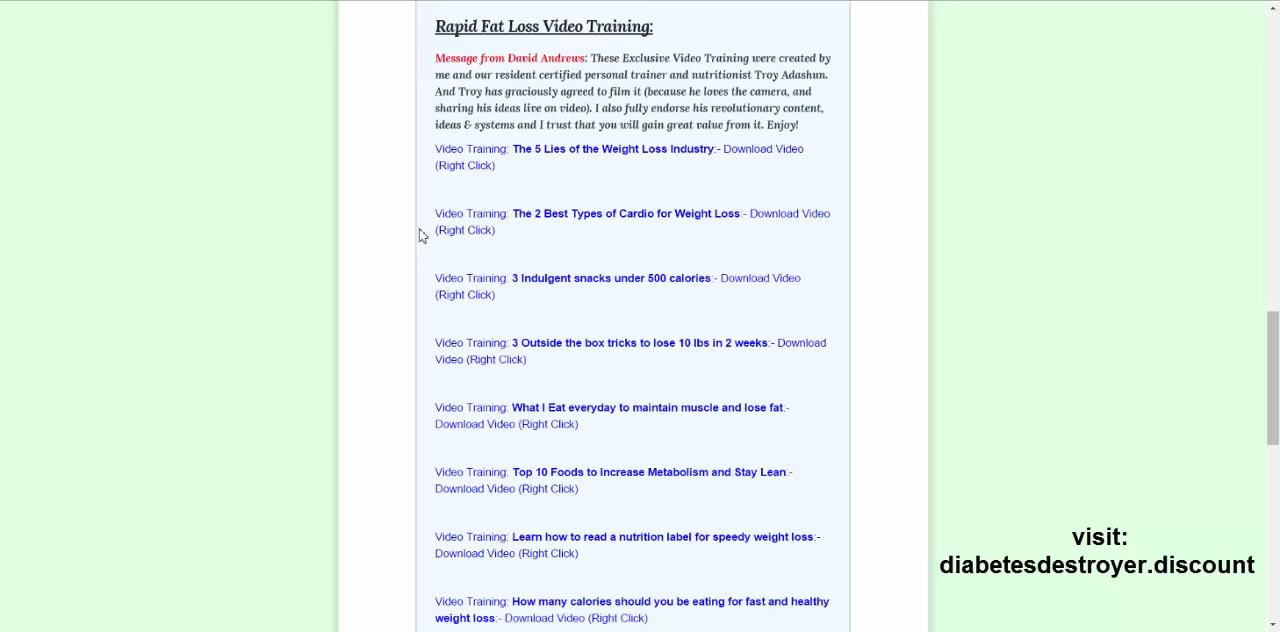 Rapid Fat Loss Video Training:
Message from David Andrews: These Exclusive Video Training were created by
me and our resident certified personal trainer and nutritionist Troy Adashun.
And Troy has graciously agreed to film it (because he loves the camera, and
sharing his ideas live on video). I also fully endorse his revolutionary content,
ideas & systems and I trust that you will gain great value from it. Enjoy!
Video Training: The 5 Lies of the Weight Loss Industry:- Download Video
(Right Click)
Video Training: The 2 Best Types of Cardio for Weight Loss:- Download Video
(Right Click)
Video Training: 3 Indulgent snacks under 500 calories:- Download Video
(Right Click)
Video Training: 3 Outside the box tricks to lose 10 lbs in 2 weeks:- Download
Video (Right Click)
Video Training: What I Eat everyday to maintain muscle and lose fat:-
Download Video (Right Click)
Video Training: Top 10 Foods to Increase Metabolism and Stay Lean:-
Download Video (Right Click)
Video Training: Learn how to read a nutrition label for speedy weight loss:-
Download Video (Right Click)
Video Training: How many calories should you be eating for fast and healthy
weight loss:- Download Video (Right Click)
visit:
diabetesdestroyer.discount